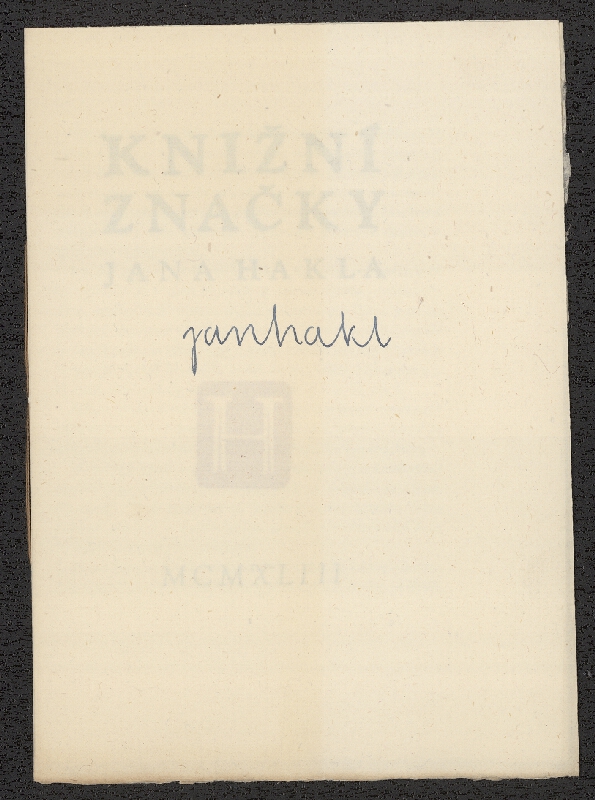 KNIŽNÍ
ZNAČKY
JANA HAKLA
janhakl
H
MCMXLIII